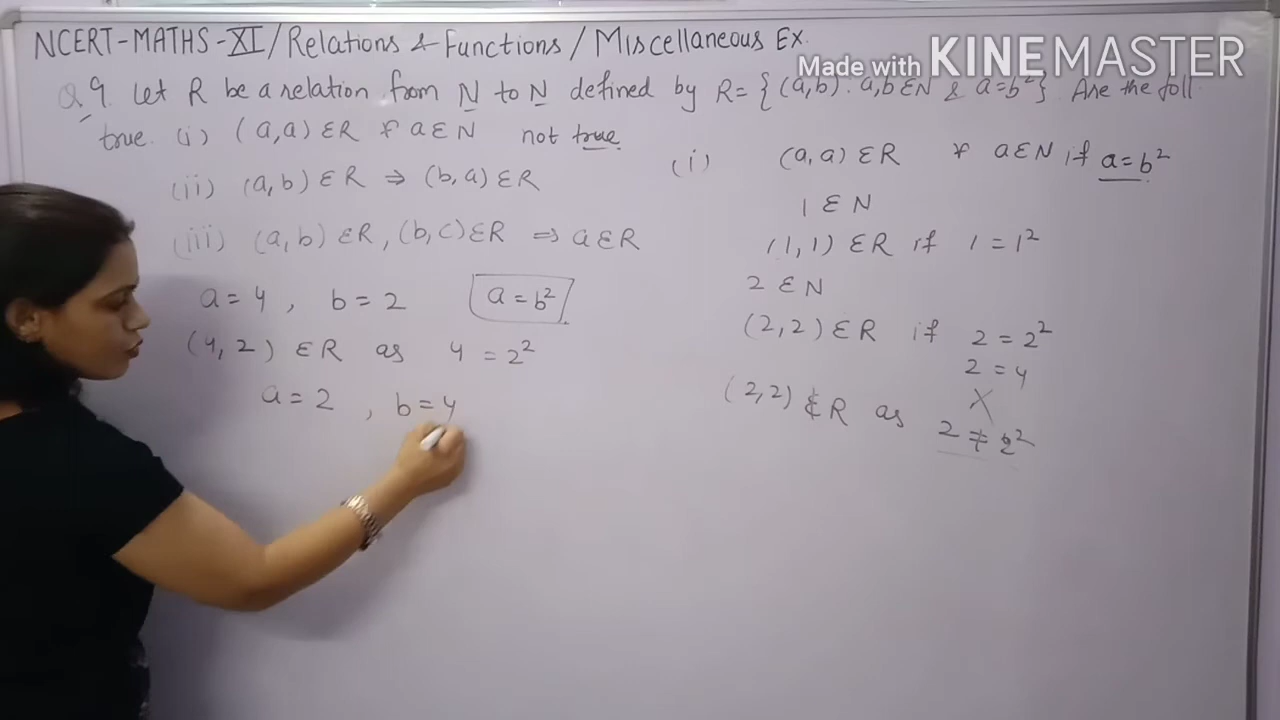 NCERT-MATHS-XI/Relations & Functions/Miscellaneous Ex.
Made with KINEMASTER
Q.9. Let R be a relation from N to N defined by R = {(a,b) : a,b ∈ N & a = b²} Are the foll.
true. (i) (a,a) ∈ R ∀ a ∈ N not true
(ii) (a,b) ∈ R ⇒ (b,a) ∈ R
(iii) (a,b) ∈ R, (b,c) ∈ R ⇒ a ∈ R
a = 4, b = 2 a = b²
(4,2) ∈ R as 4 = 2²
a = 2, b = 4
(i) (a,a) ∈ R ∀ a ∈ N if a = b²
1 ∈ N
(1,1) ∈ R if 1 = 1²
2 ∈ N
(2,2) ∈ R if 2 = 2²
2 = 4
X
(2,2) ∉ R as 2 ≠ 2²